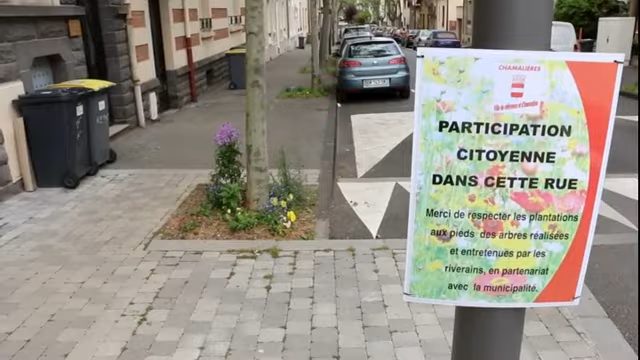 CHAMALIÈRES
PARTICIPATION
CITOYENNE
DANS CETTE RUE
Merci de respecter les plantations
aux pieds des arbres réalisées
et entretenues par les
riverains, en partenariat
avec la municipalité.